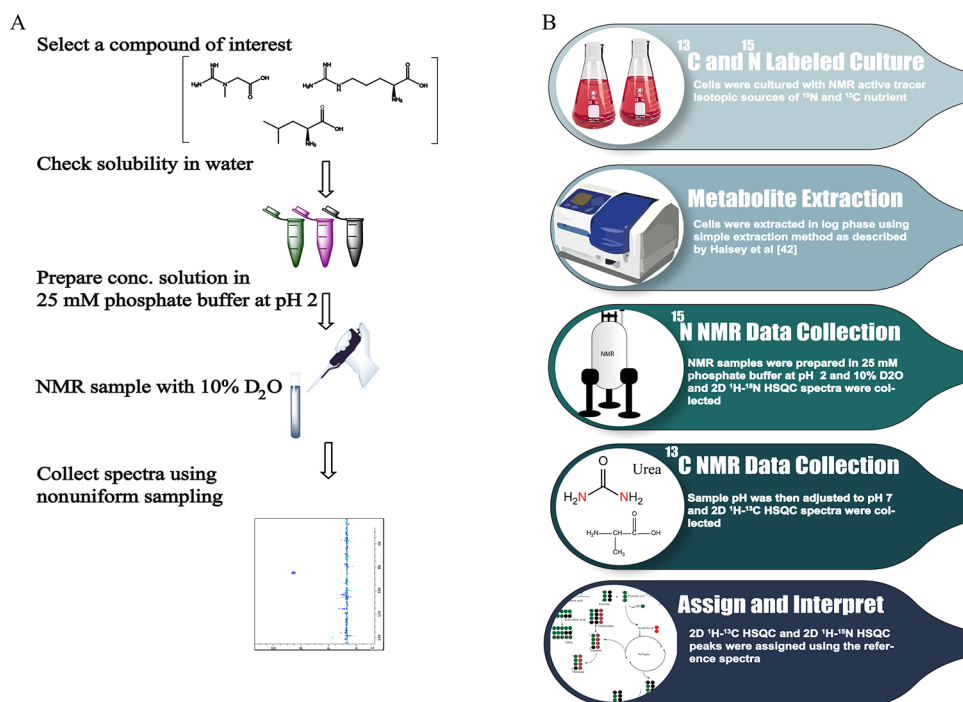 A
Select a compound of interest
Check solubility in water
Prepare conc. solution in
25 mM phosphate buffer at pH 2
NMR sample with 10% D2O
Collect spectra using
nonuniform sampling
B
13C and 15N Labeled Culture
Cells were cultured with NMR active tracer
isotopic sources of ¹⁵N and ¹³C nutrient
Metabolite Extraction
Cells were extracted in log phase using
simple extraction method as described
by Halsey et al [42]
NMR
15N NMR Data Collection
NMR samples were prepared in 25 mM
phosphate buffer at pH 2 and 10% D2O
and 2D ¹H-¹⁵N HSQC spectra were col-
lected
O
Urea
H2N NH2
O
H2N—CH—C—OH
CH3
13C NMR Data Collection
Sample pH was then adjusted to pH 7
and 2D ¹H-¹³C HSQC spectra were col-
lected
Assign and Interpret
2D ¹H-¹³C HSQC and 2D ¹H-¹⁵N HSQC
peaks were assigned using the refer-
ence spectra